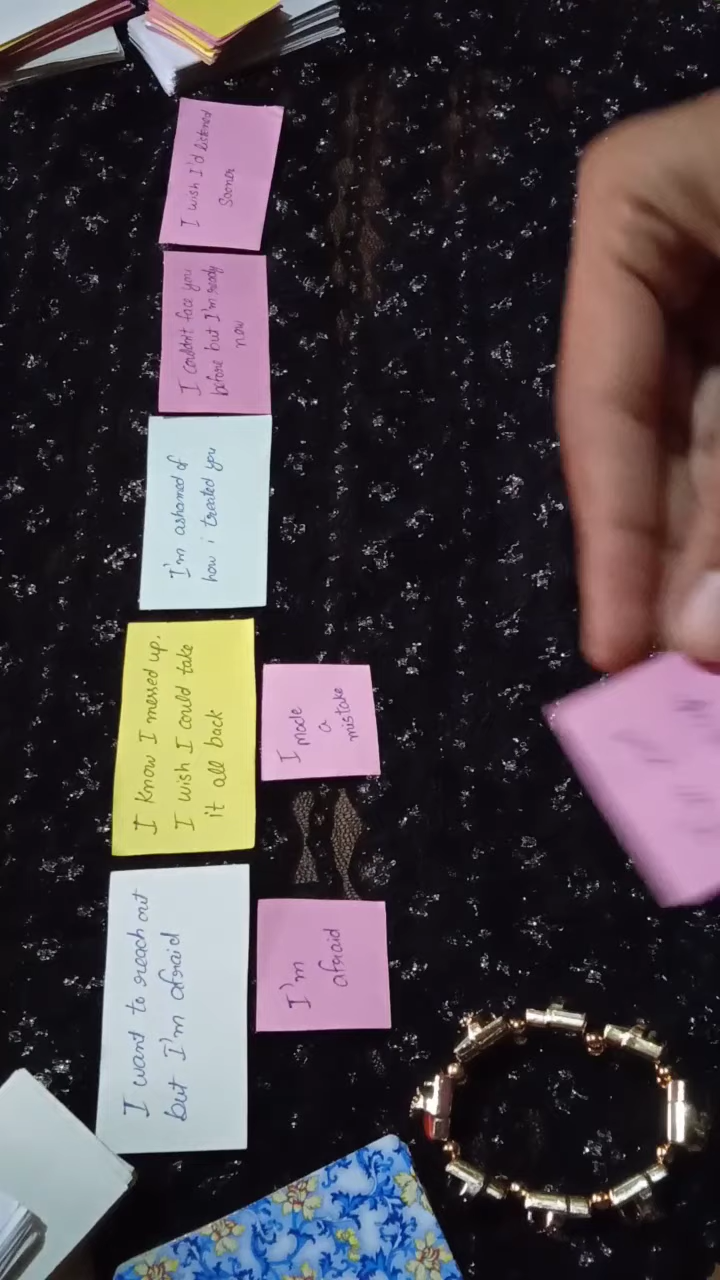 I want to reach out
but I'm afraid
I know I messed up.
I wish I could take
it all back
I'm ashamed of
how i treated you
I couldn't face you
before but I'm ready
now
I wish I'd listened
sooner
I'm
afraid
I made
a
mistake